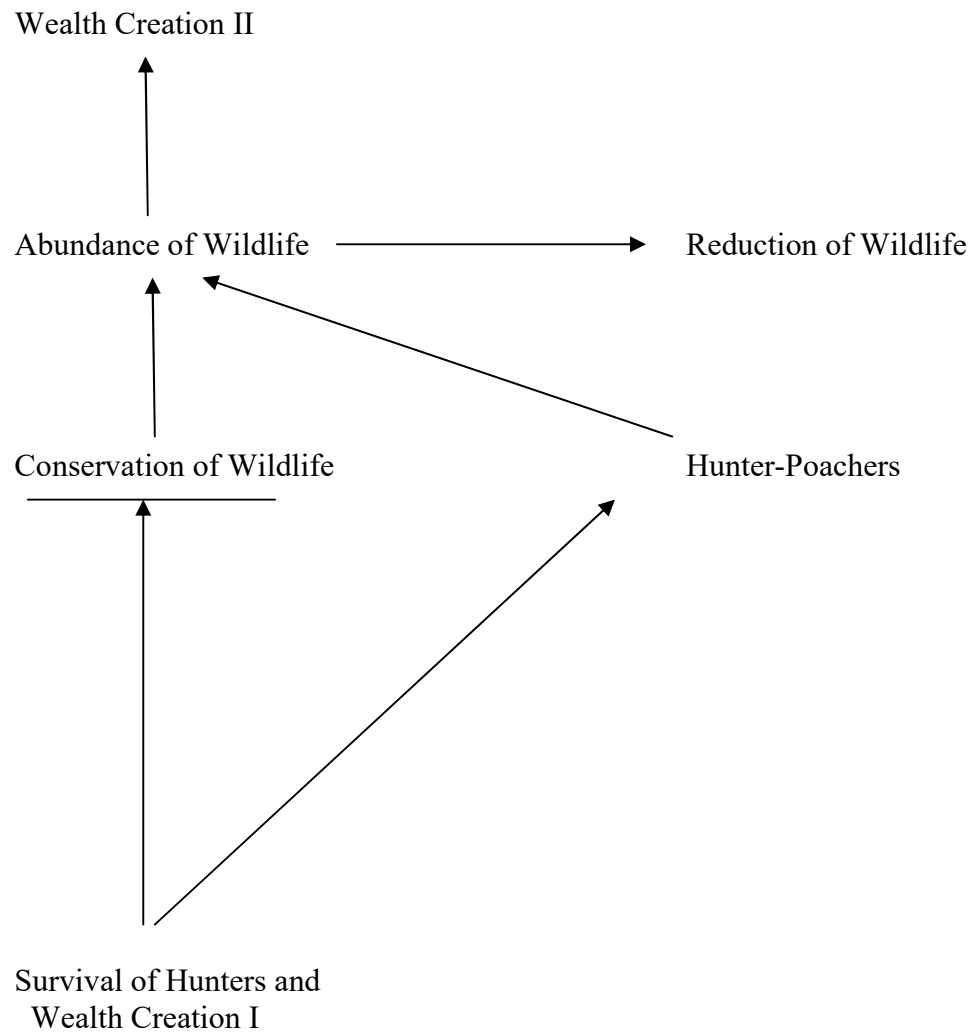 Wealth Creation II
Abundance of Wildlife
Reduction of Wildlife
Conservation of Wildlife
Hunter-Poachers
Survival of Hunters and
Wealth Creation I